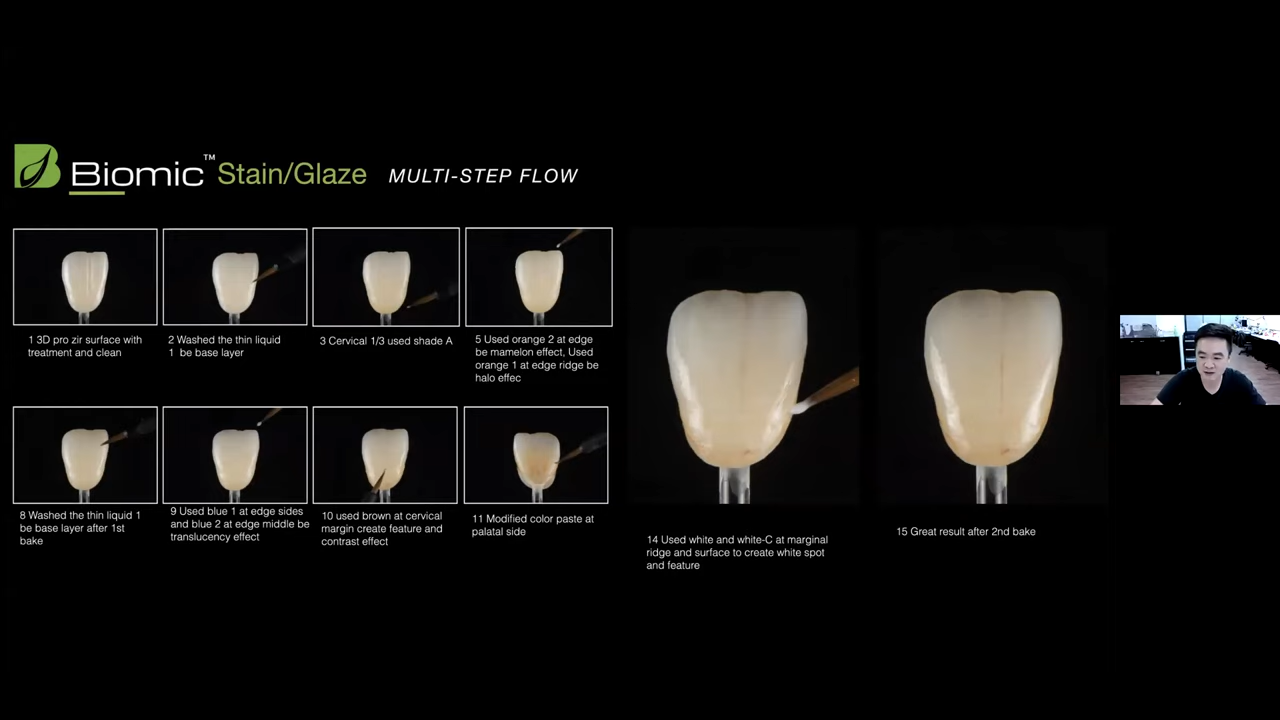 Biomic™ Stain/Glaze MULTI-STEP FLOW
1 3D pro zir surface with
treatment and clean
2 Washed the thin liquid
1 be base layer
3 Cervical 1/3 used shade A
5 Used orange 2 at edge
be mamelon effect, Used
orange 1 at edge ridge be
halo effec
8 Washed the thin liquid 1
be base layer after 1st
bake
9 Used blue 1 at edge sides
and blue 2 at edge middle be
translucency effect
10 used brown at cervical
margin create feature and
contrast effect
11 Modified color paste at
palatal side
14 Used white and white-C at marginal
ridge and surface to create white spot
and feature
15 Great result after 2nd bake